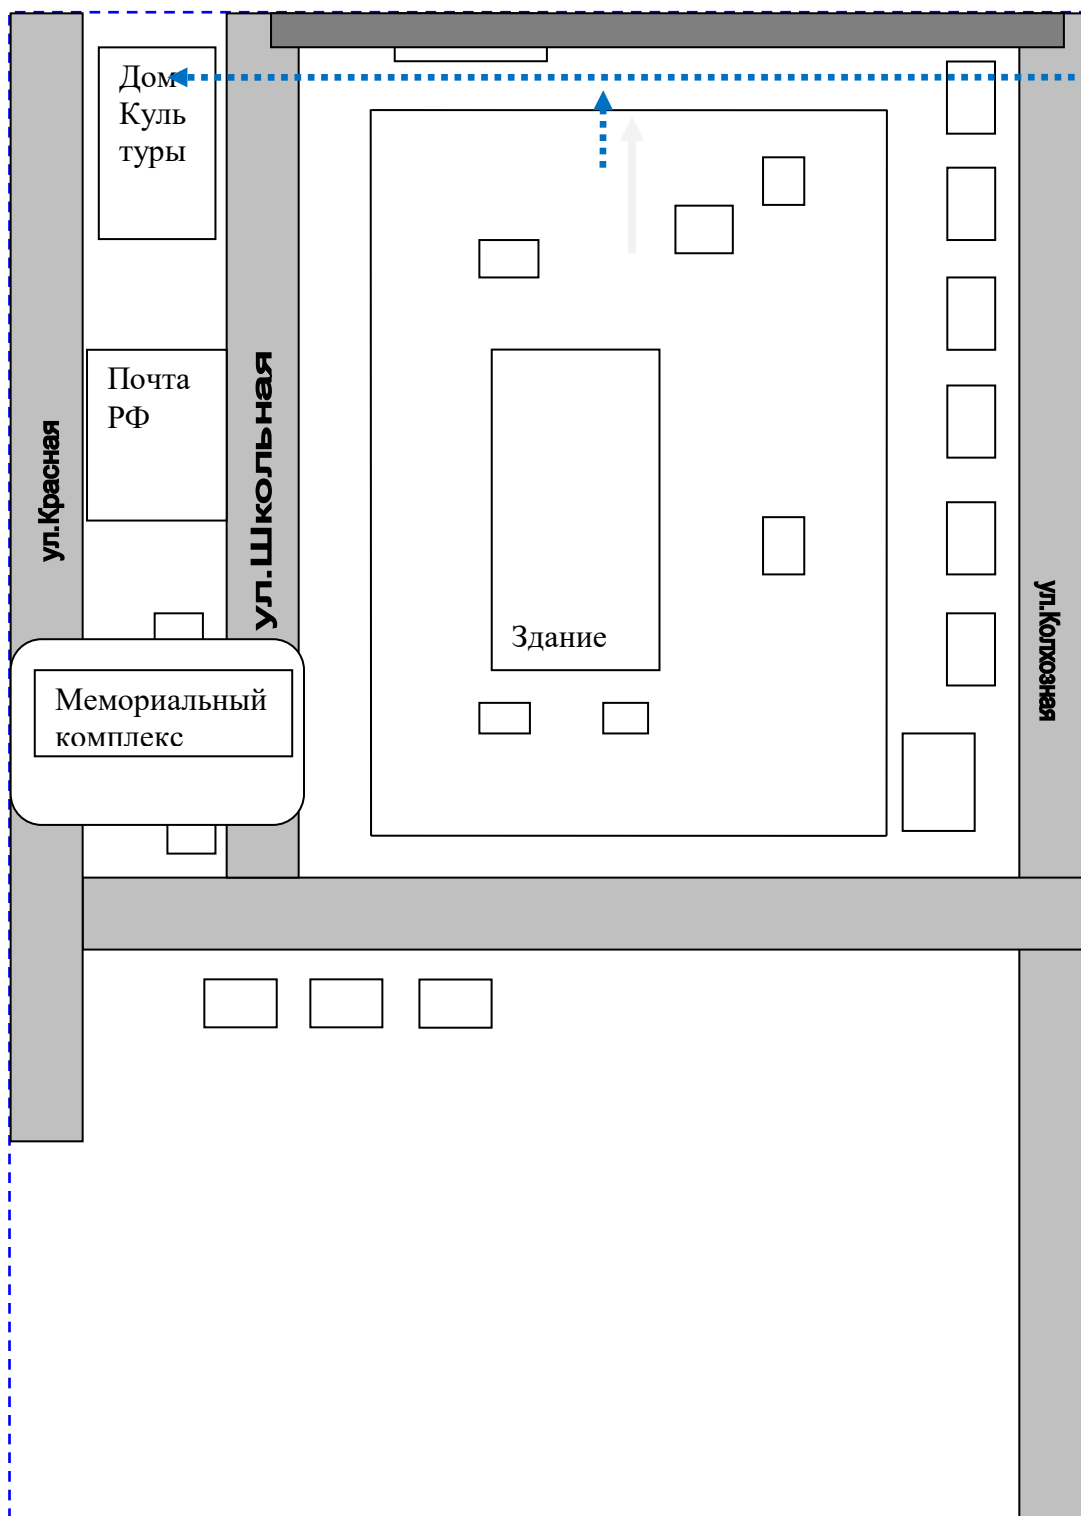 Дом
Куль
туры
Почта
РФ
ул.Красная
ул.Школьная
Здание
ул.Колхозная
Мемориальный
комплекс